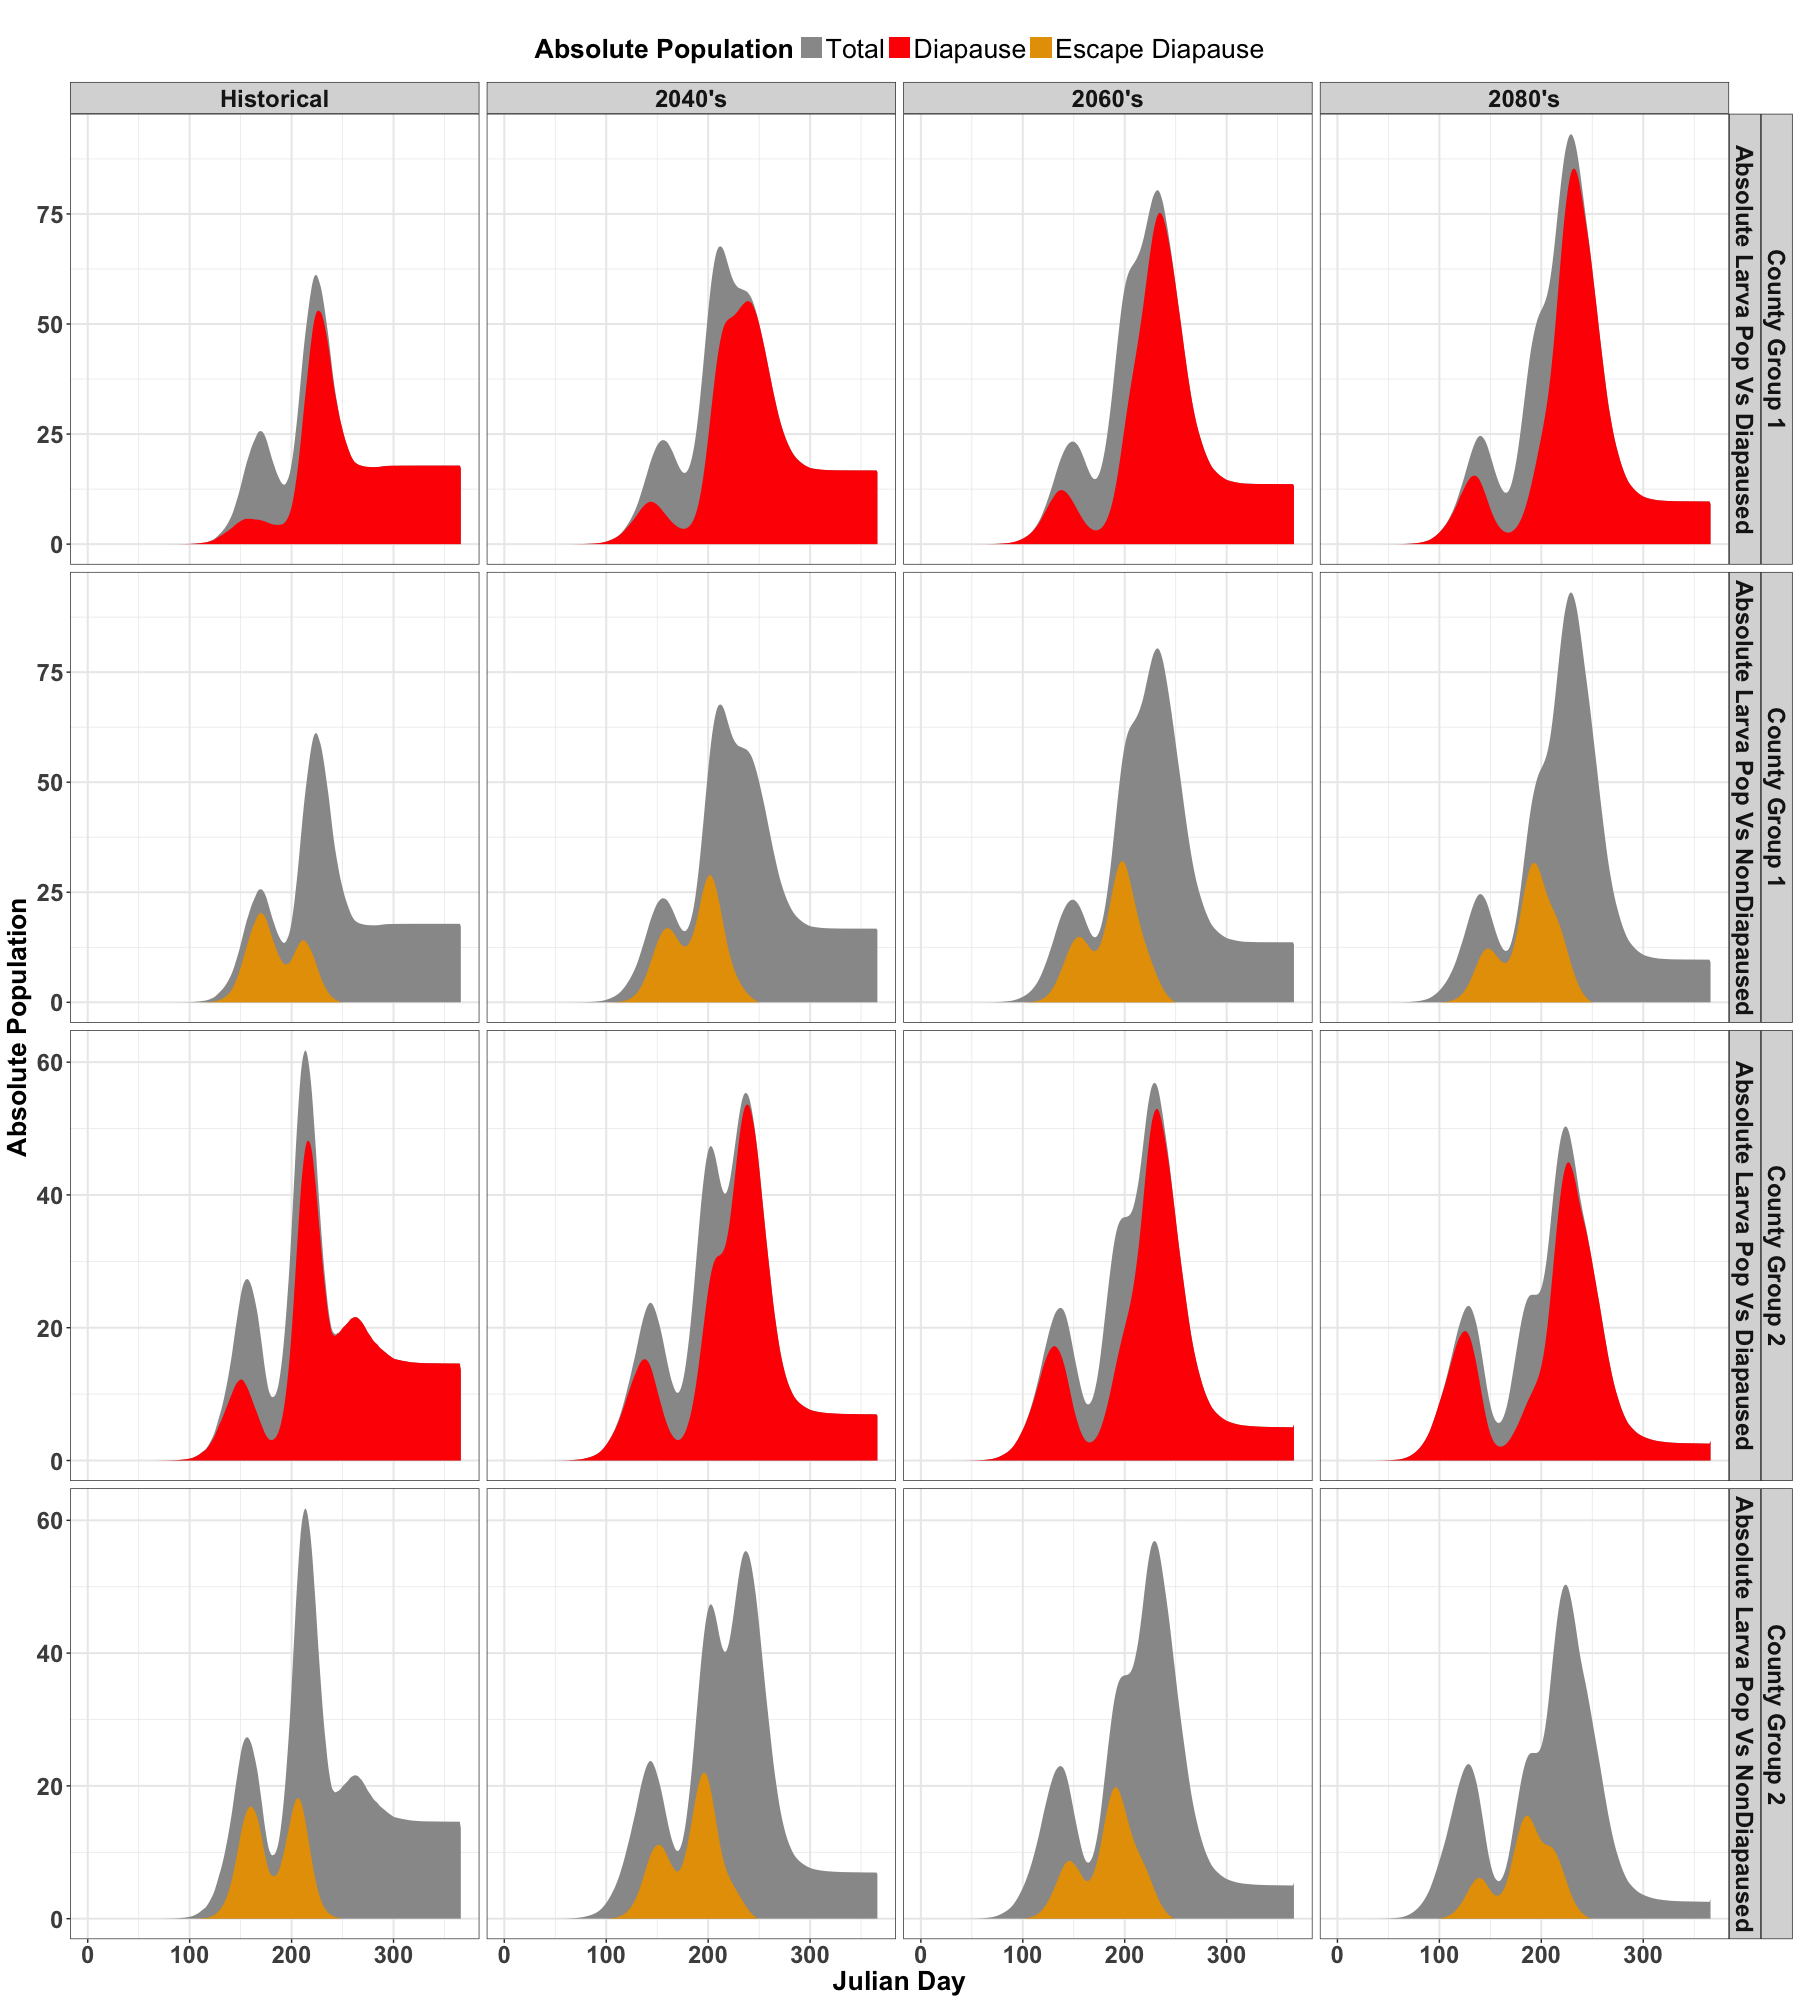 Absolute Population Total Diapause Escape Diapause
Historical 2040's 2060's 2080's
75
50
25
0
Absolute Larva Pop Vs Diapaused
County Group 1
75
50
25
0
Absolute Larva Pop Vs NonDiapaused
County Group 1
Absolute Population
60
40
20
0
Absolute Larva Pop Vs Diapaused
County Group 2
60
40
20
0
Absolute Larva Pop Vs NonDiapaused
County Group 2
0 100 200 300 0 100 200 300 0 100 200 300 0 100 200 300
Julian Day